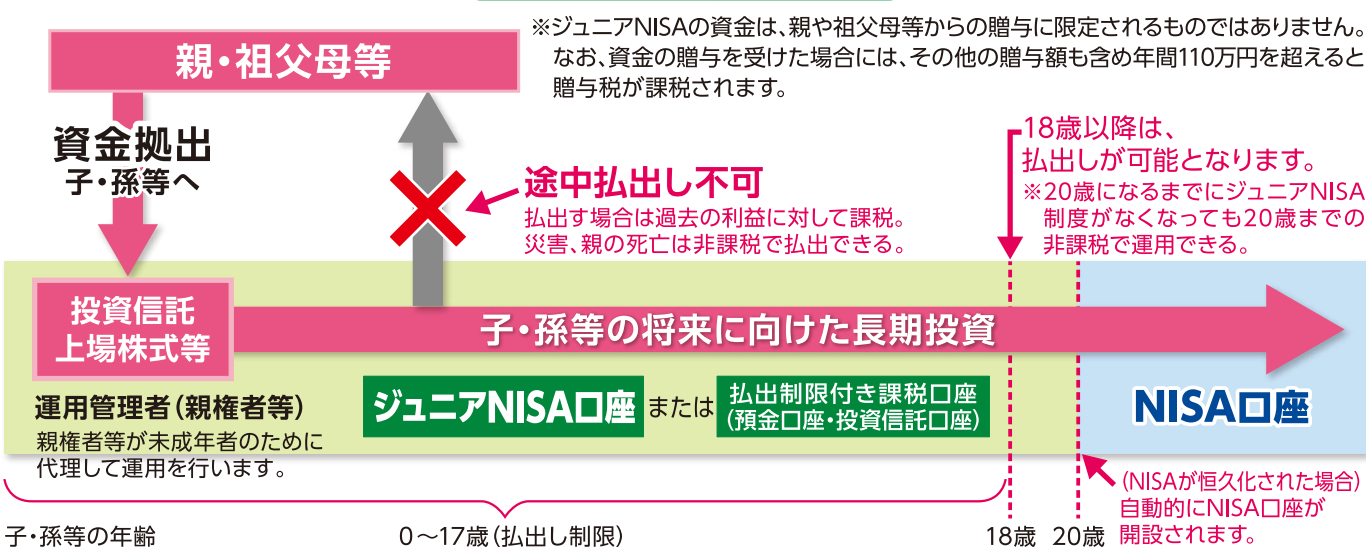 ※ジュニアNISAの資金は、親や祖父母等からの贈与に限定されるものではありません。
なお、資金の贈与を受けた場合には、その他の贈与額も含め年間110万円を超えると
贈与税が課税されます。
親・祖父母等
資金拠出
子・孫等へ
途中払出し不可
払出す場合は過去の利益に対して課税。
災害、親の死亡は非課税で払出できる。
18歳以降は、
払出しが可能となります。
※20歳になるまでにジュニアNISA
制度がなくなっても20歳までの
非課税で運用できる。
投資信託
上場株式等
子・孫等の将来に向けた長期投資
運用管理者(親権者等)
親権者等が未成年者のために
代理して運用を行います。
ジュニアNISA口座 または 払出制限付き課税口座
(預金口座・投資信託口座)
NISA口座
(NISAが恒久化された場合)
自動的にNISA口座が
開設されます。
子・孫等の年齢 0～17歳(払出し制限) 18歳 20歳